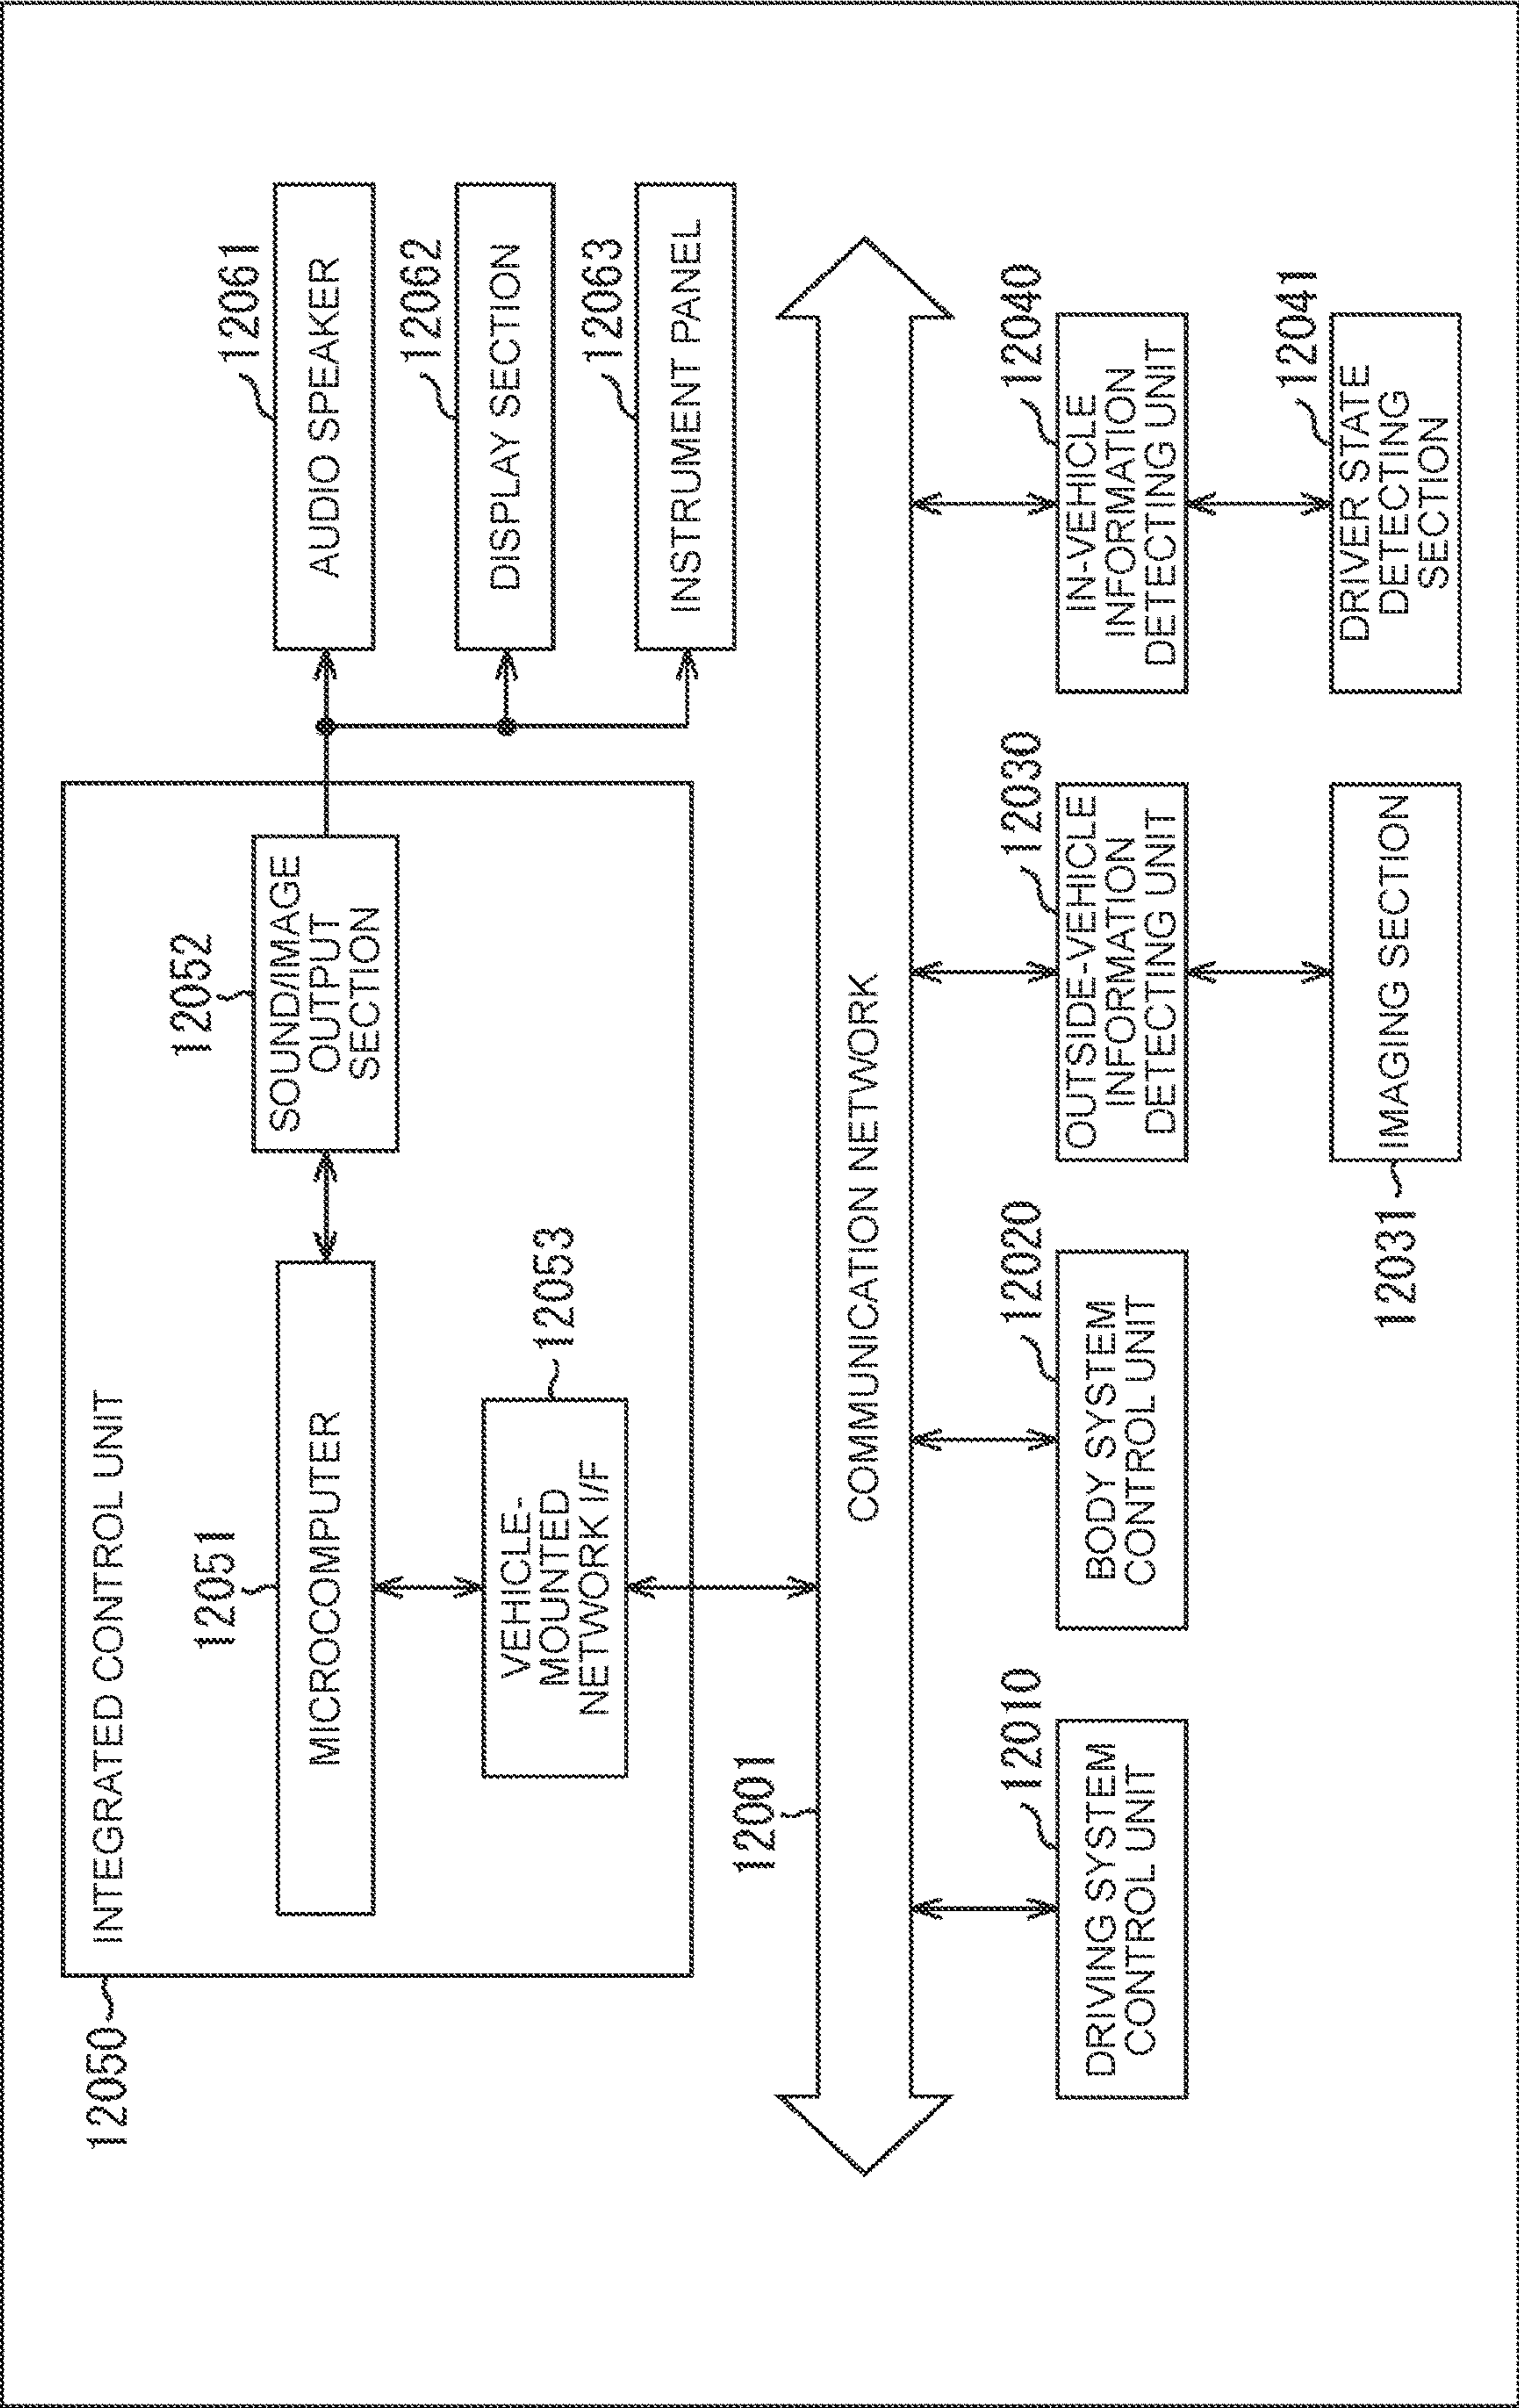 12050
INTEGRATED CONTROL UNIT
12051
MICROCOMPUTER
12052
SOUND/IMAGE
OUTPUT
SECTION
12053
VEHICLE-
MOUNTED
NETWORK I/F
12061
AUDIO SPEAKER
12062
DISPLAY SECTION
12063
INSTRUMENT PANEL
12001
COMMUNICATION NETWORK
12010
DRIVING SYSTEM
CONTROL UNIT
12020
BODY SYSTEM
CONTROL UNIT
12030
OUTSIDE-VEHICLE
INFORMATION
DETECTING UNIT
12040
IN-VEHICLE
INFORMATION
DETECTING UNIT
12031
IMAGING SECTION
12041
DRIVER STATE
DETECTING
SECTION